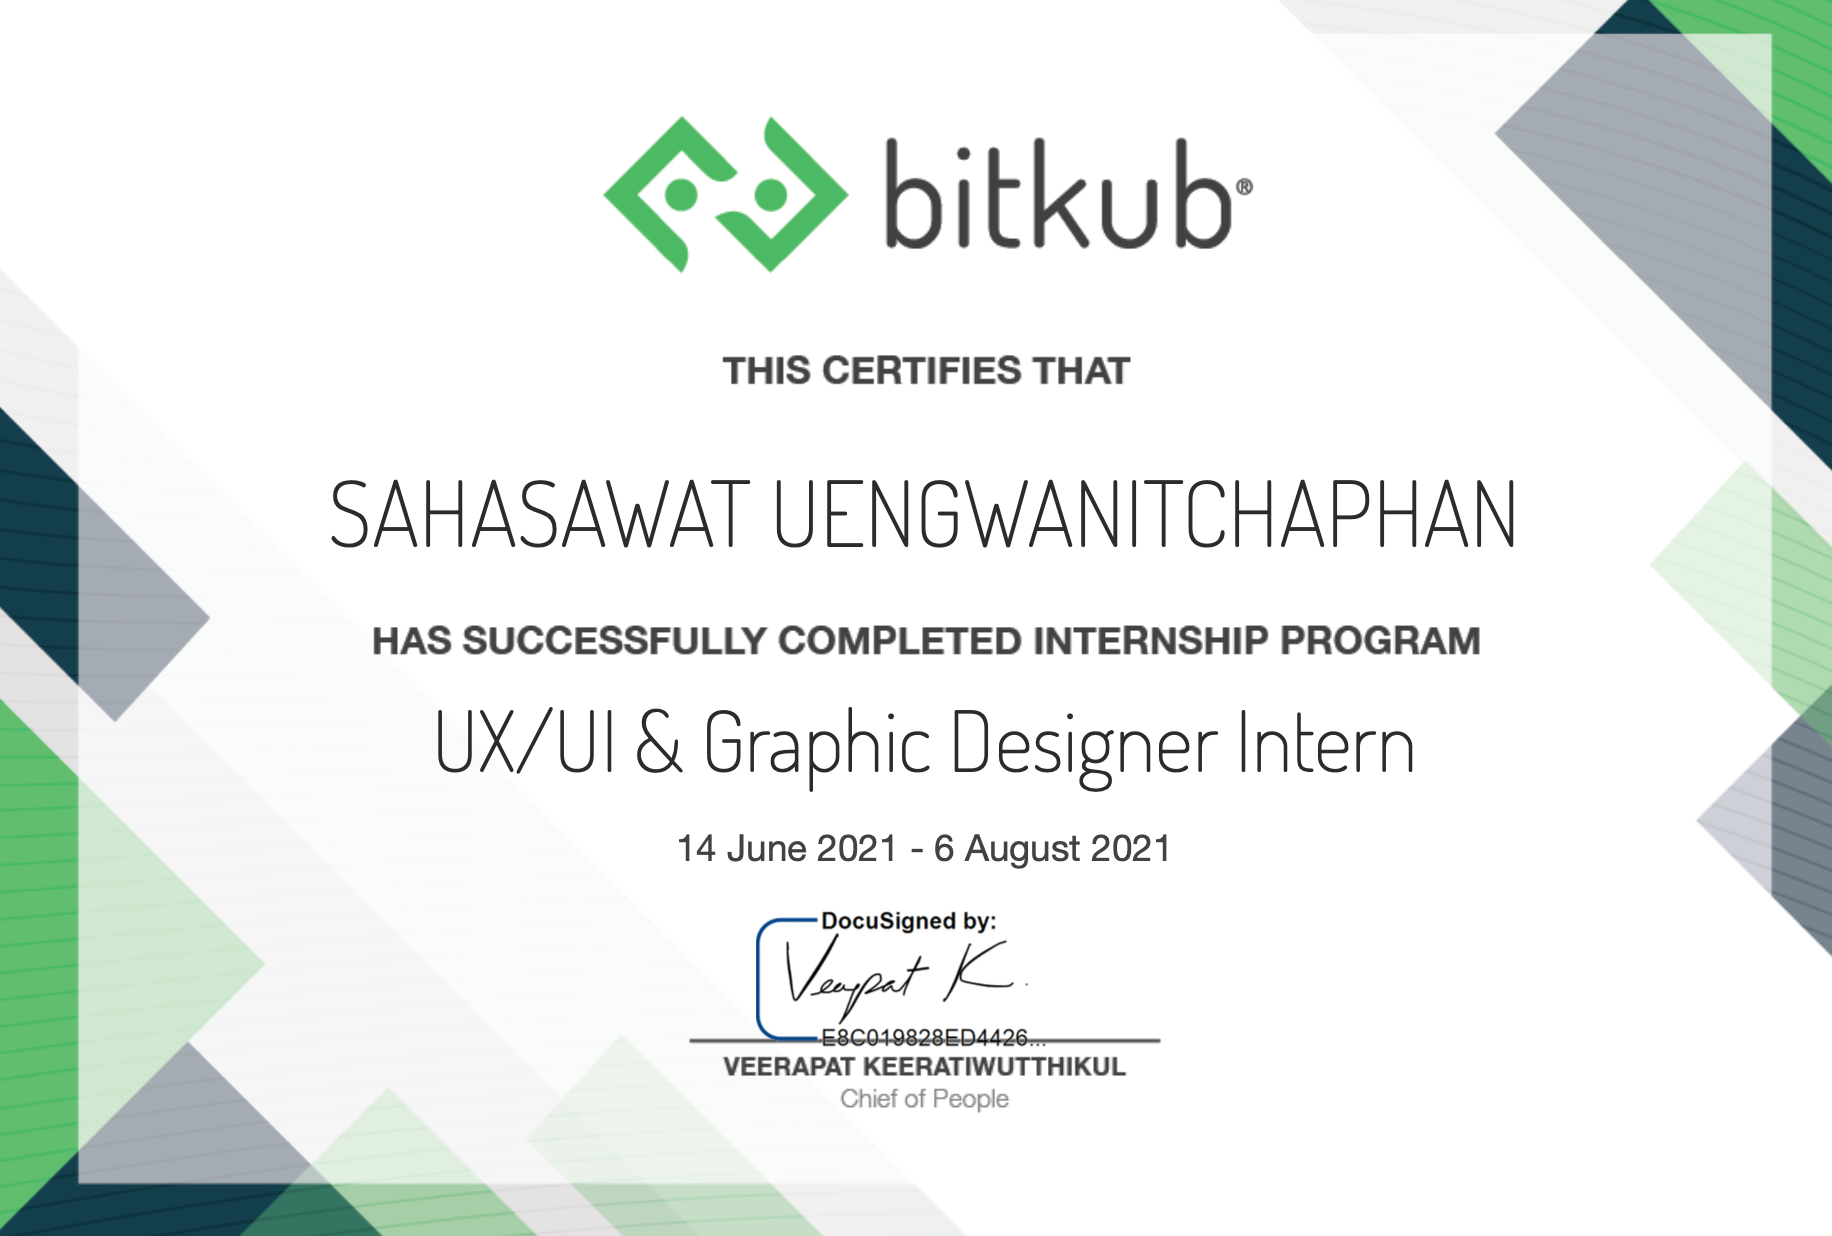 bitkub®
THIS CERTIFIES THAT
SAHASAWAT UENGWANITCHAPHAN
HAS SUCCESSFULLY COMPLETED INTERNSHIP PROGRAM
UX/UI & Graphic Designer Intern
14 June 2021 - 6 August 2021
DocuSigned by:
Veerapat K.
E8C019828ED4426...
VEERAPAT KEERATIWUTTHIKUL
Chief of People